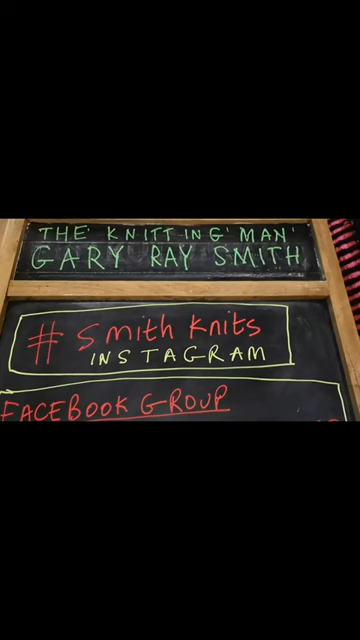 THE' KNITTING' MAN'
GARY RAY SMITH
# Smith Knits
INSTAGRAM
FACEBOOK GROUP